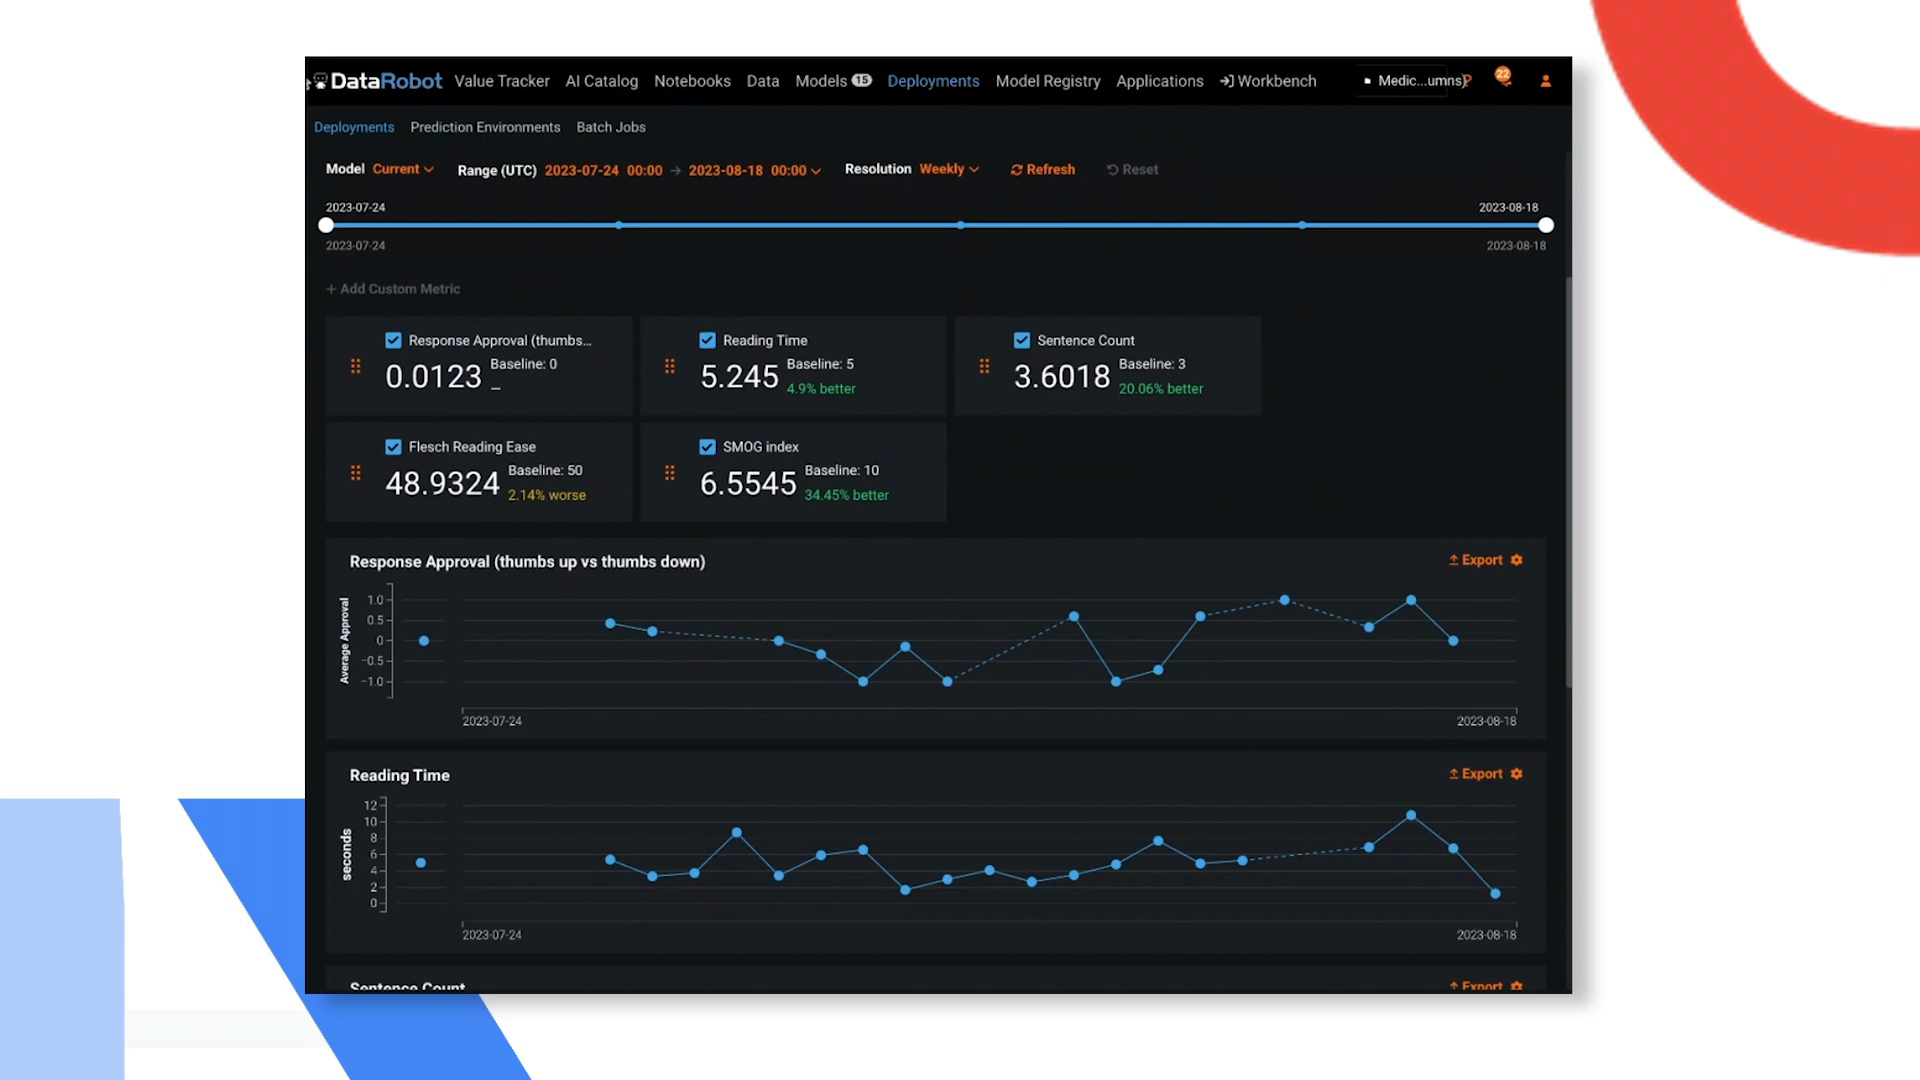 DataRobot Value Tracker AI Catalog Notebooks Data Models 15 Deployments Model Registry Applications Workbench Medic...umns) 22
Deployments Prediction Environments Batch Jobs
Model Current Range (UTC) 2023-07-24 00:00 → 2023-08-18 00:00 Resolution Weekly Refresh Reset
2023-07-24 2023-08-18
2023-07-24 2023-08-18
+ Add Custom Metric
Response Approval (thumbs...
0.0123 Baseline: 0
–
Reading Time
5.245 Baseline: 5
4.9% better
Sentence Count
3.6018 Baseline: 3
20.06% better
Flesch Reading Ease
48.9324 Baseline: 50
2.14% worse
SMOG index
6.5545 Baseline: 10
34.45% better
Response Approval (thumbs up vs thumbs down) Export
Average Approval
1.0
0.5
0
−0.5
−1.0
2023-07-24 2023-08-18
Reading Time Export
seconds
12
10
8
6
4
2
0
2023-07-24 2023-08-18
Sentence Count Export